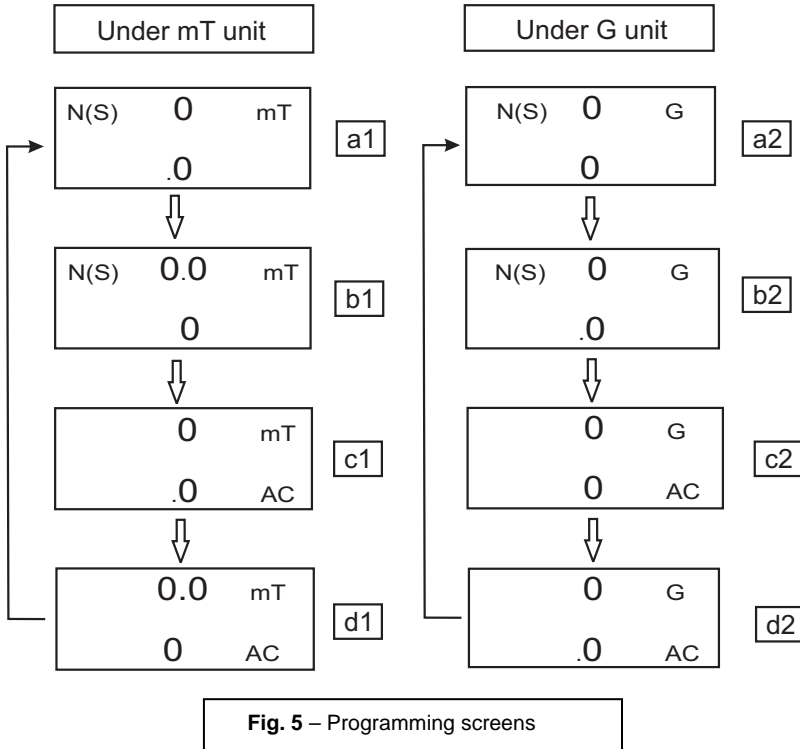 Under mT unit
N(S) 0 mT
.0
a1
N(S) 0.0 mT
0
b1
0 mT
.0 AC
c1
0.0 mT
0 AC
d1
Under G unit
N(S) 0 G
0
a2
N(S) 0 G
.0
b2
0 G
0 AC
c2
0 G
.0 AC
d2
Fig. 5 – Programming screens